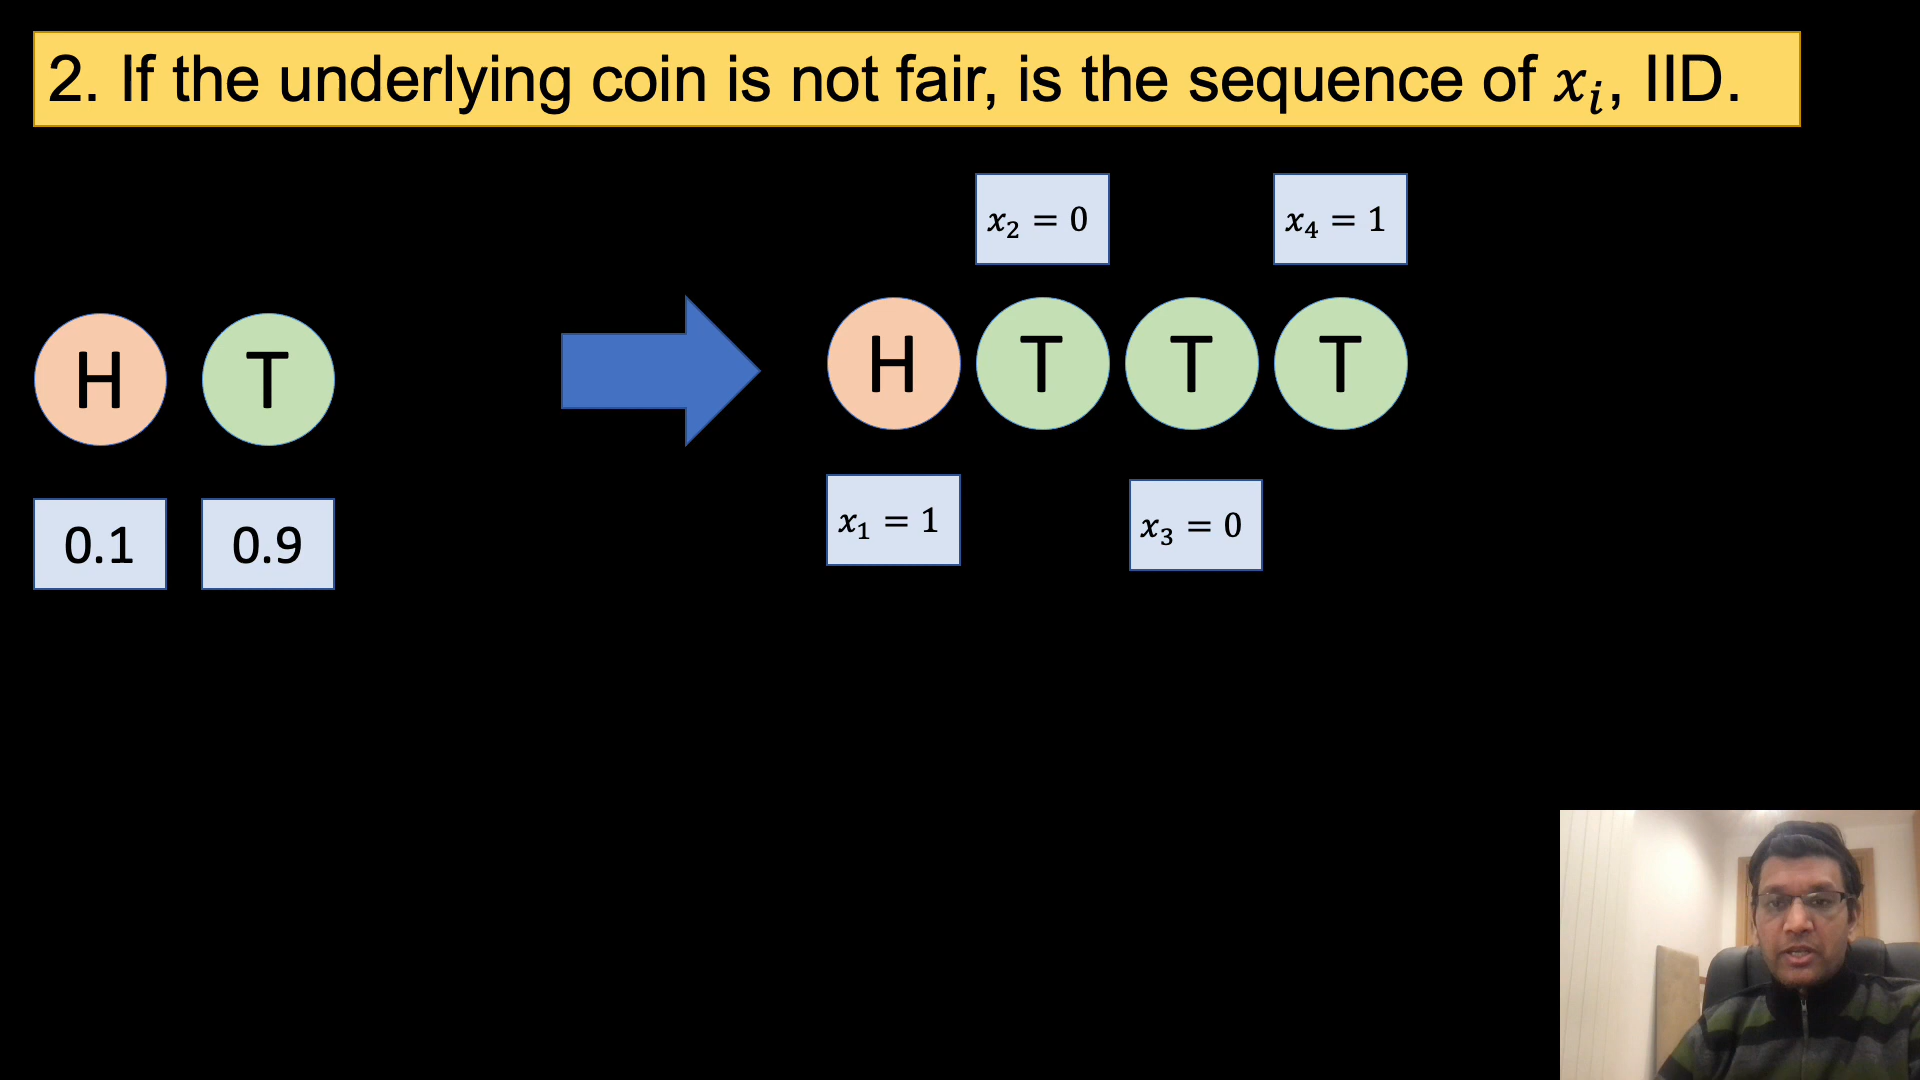 2. If the underlying coin is not fair, is the sequence of xᵢ, IID.
x₂ = 0
x₄ = 1
H T
H T T T
x₁ = 1
x₃ = 0
0.1 0.9